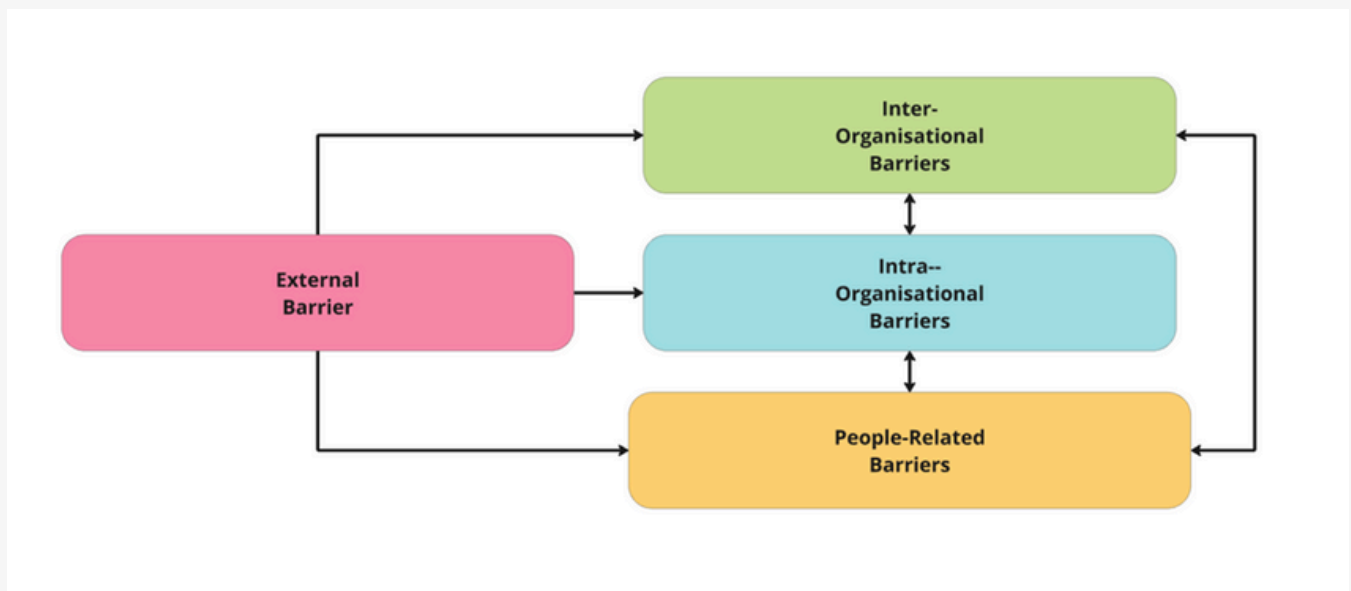 Inter-
Organisational
Barriers
External
Barrier
Intra--
Organisational
Barriers
People-Related
Barriers